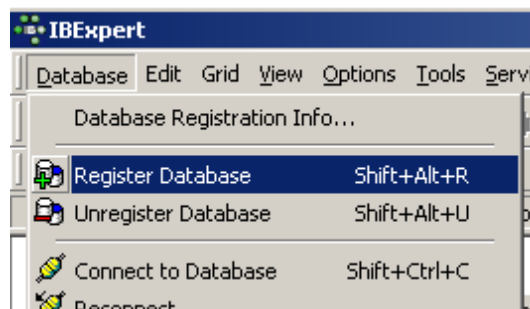 IBExpert
Database Edit Grid View Options Tools
Database Registration Info...
Register Database Shift+Alt+R
Unregister Database Shift+Alt+U
Connect to Database Shift+Ctrl+C
Reconnect